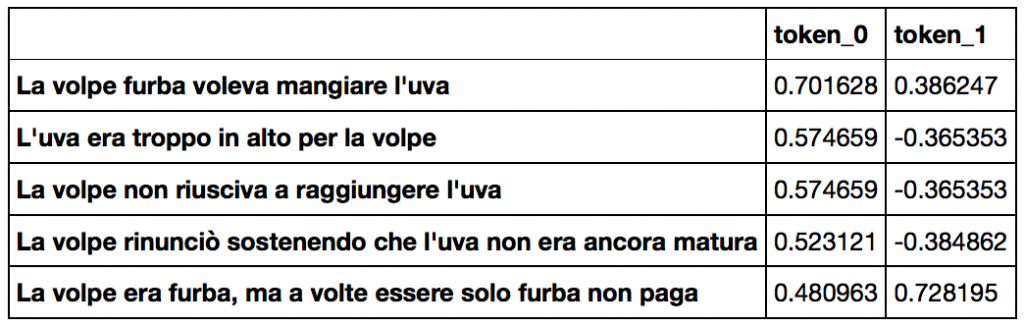 token_0 token_1
La volpe furba voleva mangiare l'uva 0.701628 0.386247
L'uva era troppo in alto per la volpe 0.574659 -0.365353
La volpe non riusciva a raggiungere l'uva 0.574659 -0.365353
La volpe rinunciò sostenendo che l'uva non era ancora matura 0.523121 -0.384862
La volpe era furba, ma a volte essere solo furba non paga 0.480963 0.728195